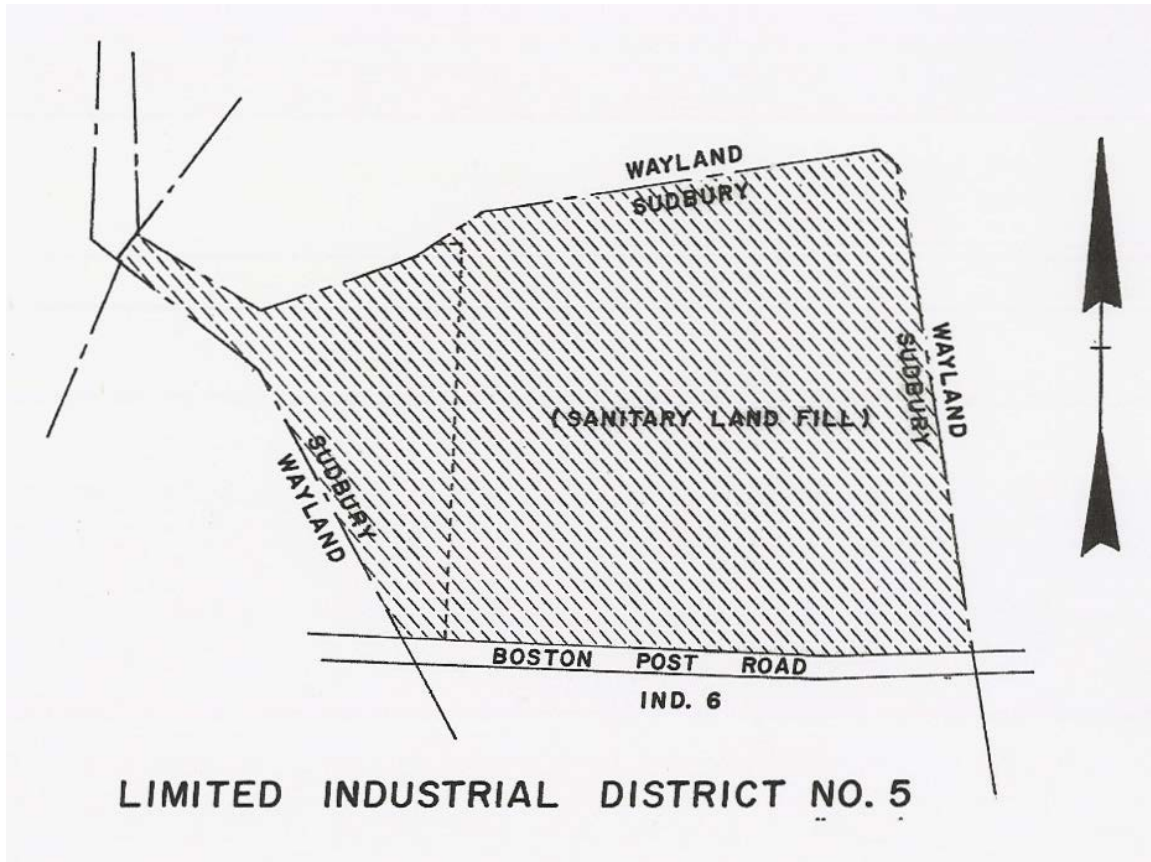 WAYLAND
SUDBURY
WAYLAND
SUDBURY
(SANITARY LAND FILL)
SUDBURY
WAYLAND
BOSTON POST ROAD
IND. 6
LIMITED INDUSTRIAL DISTRICT NO. 5